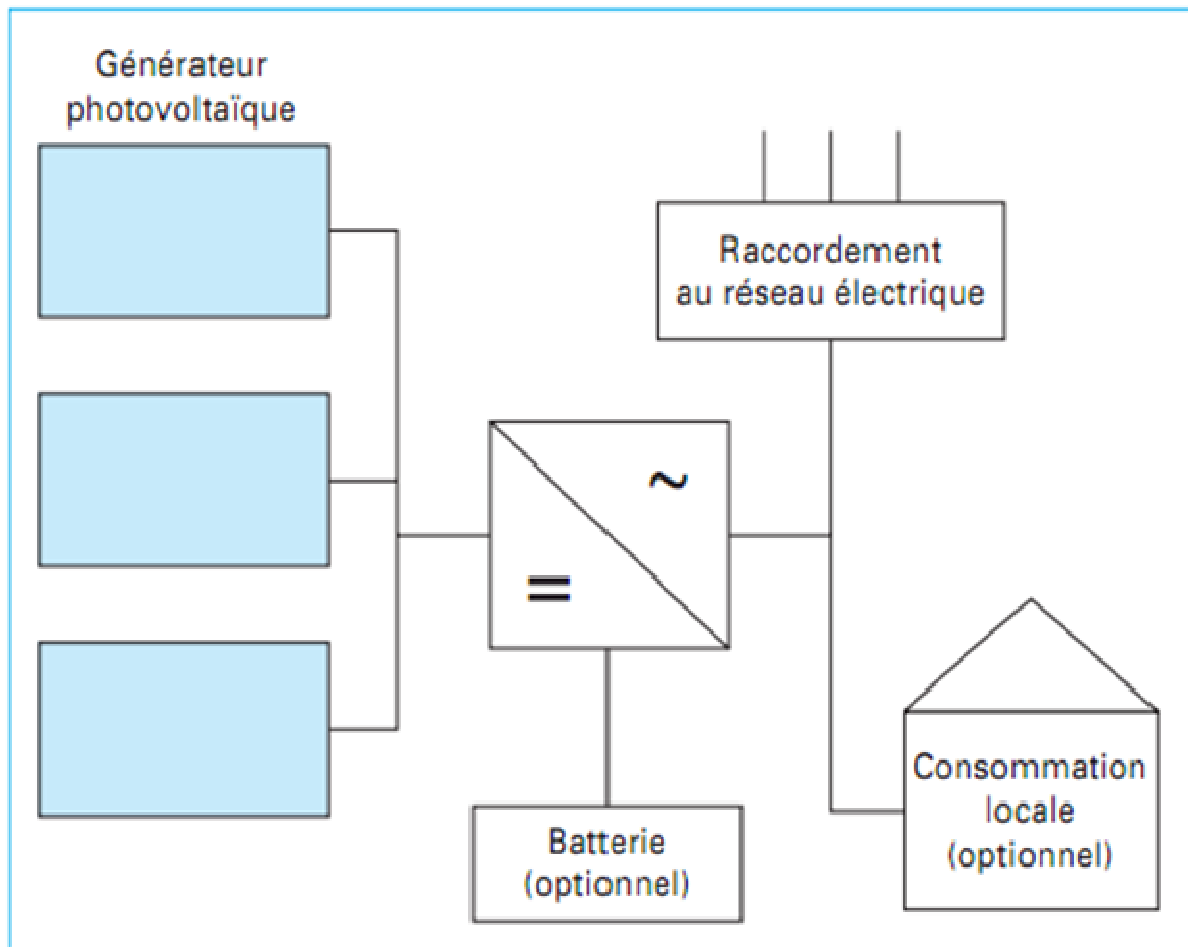 Générateur
photovoltaïque
Raccordement
au réseau électrique
~
=
Batterie
(optionnel)
Consommation
locale
(optionnel)